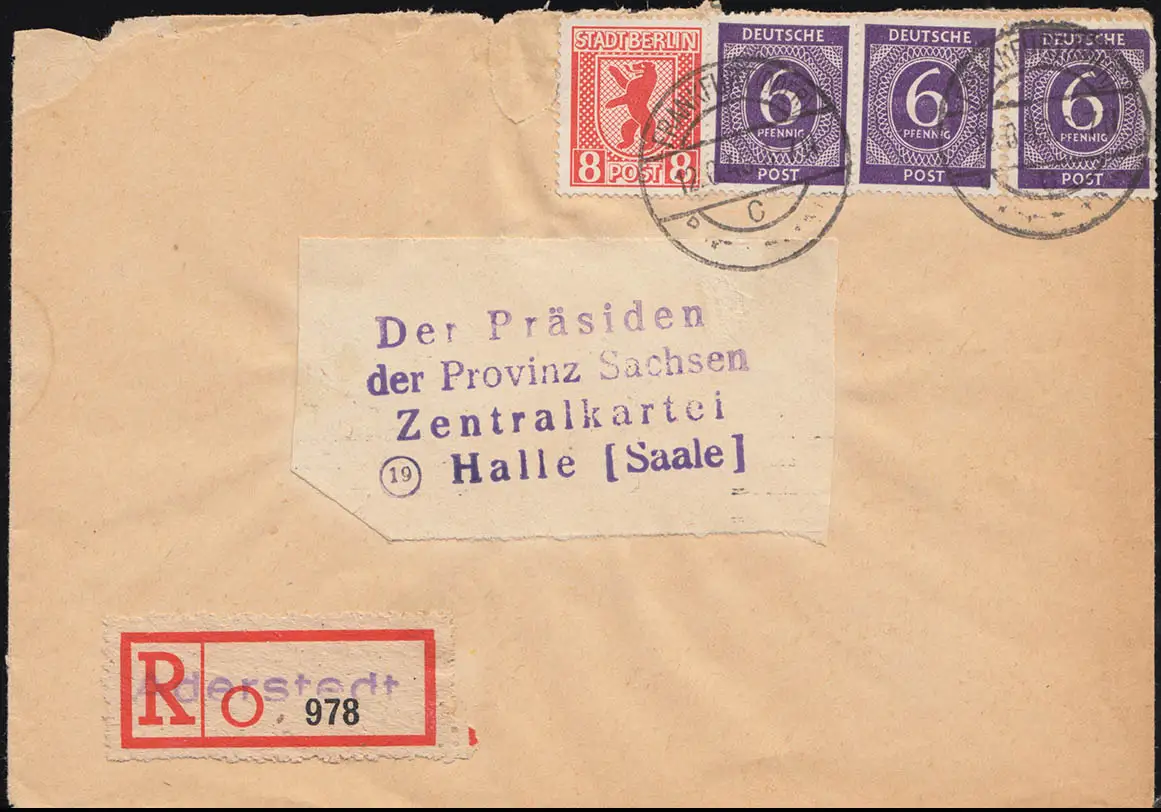 STADT BERLIN
8 POST 8
DEUTSCHE
6
PFENNIG
POST
DEUTSCHE
6
PFENNIG
POST
DEUTSCHE
6
PFENNIG
POST
C
Der Präsiden
der Provinz Sachsen
Zentralkartei
19 Halle [Saale]
R Aderstedt
978